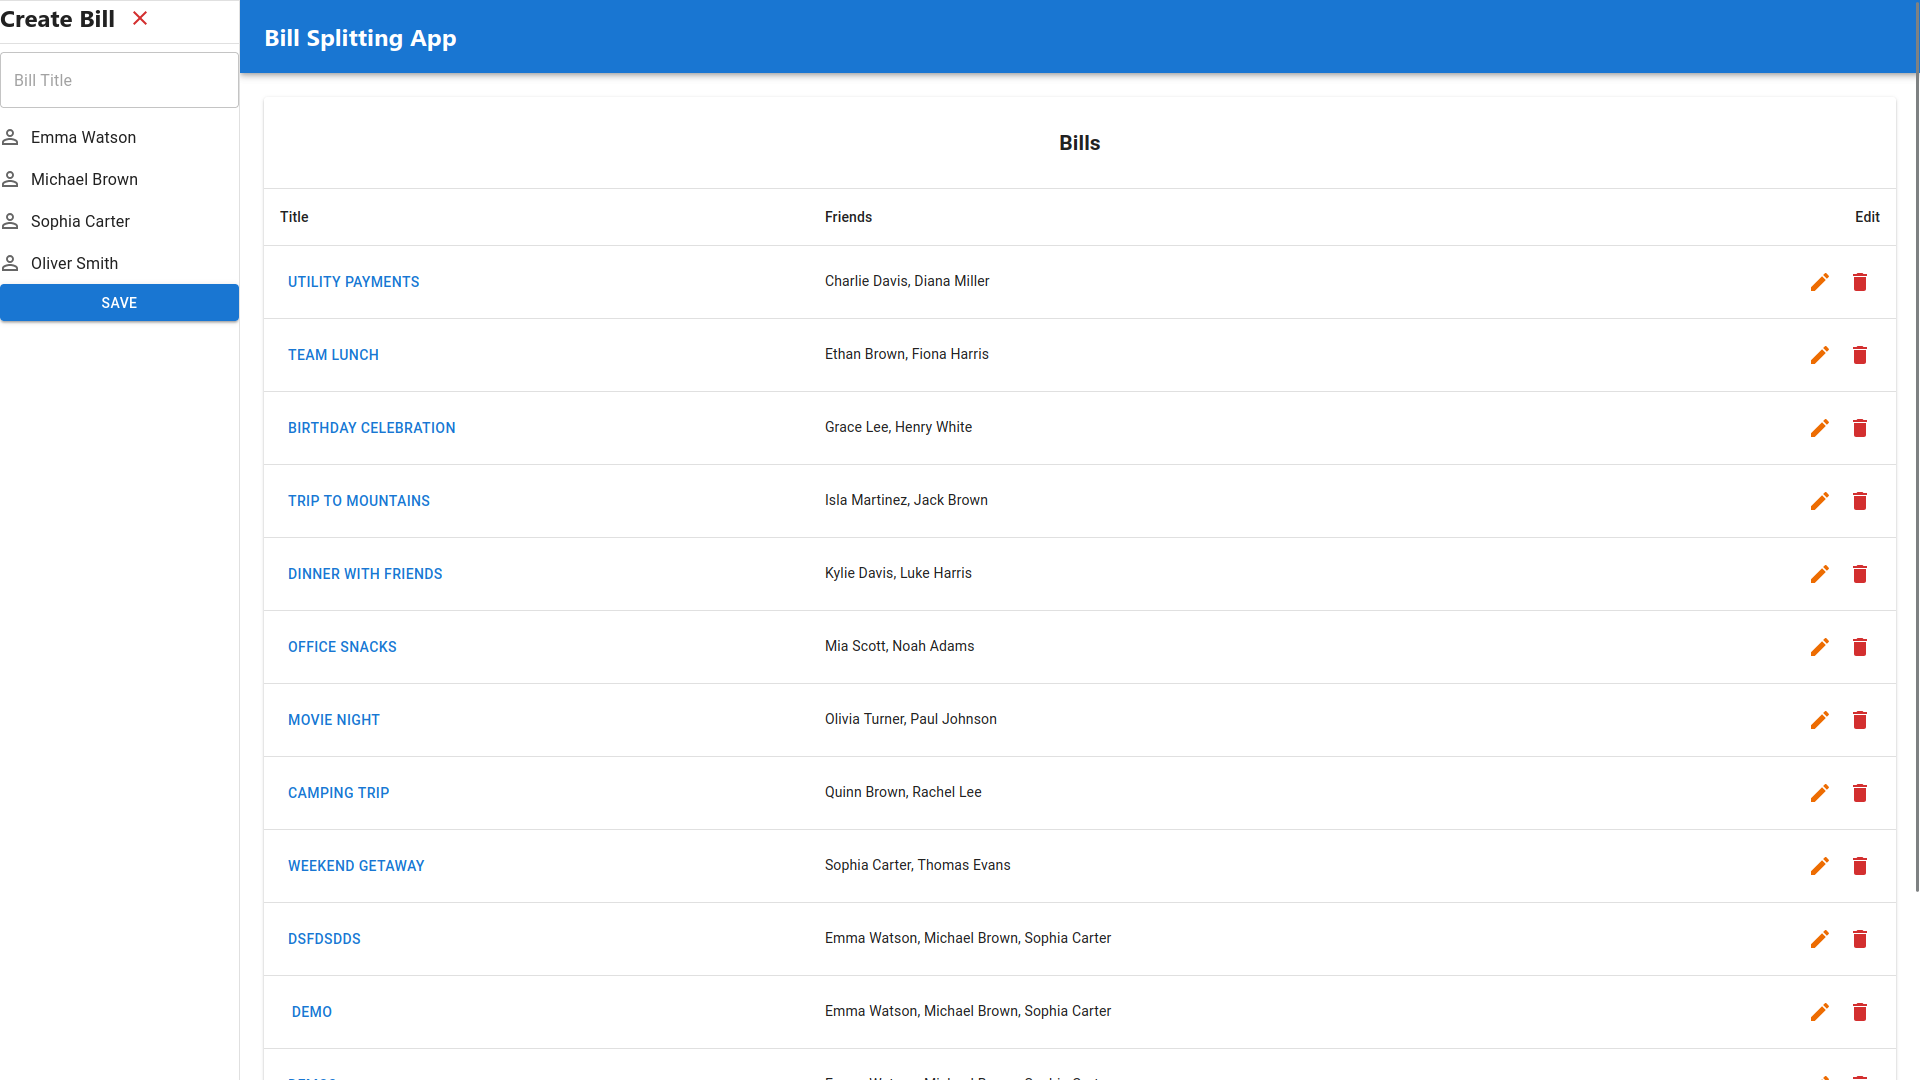 Create Bill
Bill Title
Emma Watson
Michael Brown
Sophia Carter
Oliver Smith
SAVE
Bill Splitting App
Bills
Title Friends Edit
UTILITY PAYMENTS Charlie Davis, Diana Miller
TEAM LUNCH Ethan Brown, Fiona Harris
BIRTHDAY CELEBRATION Grace Lee, Henry White
TRIP TO MOUNTAINS Isla Martinez, Jack Brown
DINNER WITH FRIENDS Kylie Davis, Luke Harris
OFFICE SNACKS Mia Scott, Noah Adams
MOVIE NIGHT Olivia Turner, Paul Johnson
CAMPING TRIP Quinn Brown, Rachel Lee
WEEKEND GETAWAY Sophia Carter, Thomas Evans
DSFDSDDS Emma Watson, Michael Brown, Sophia Carter
DEMO Emma Watson, Michael Brown, Sophia Carter